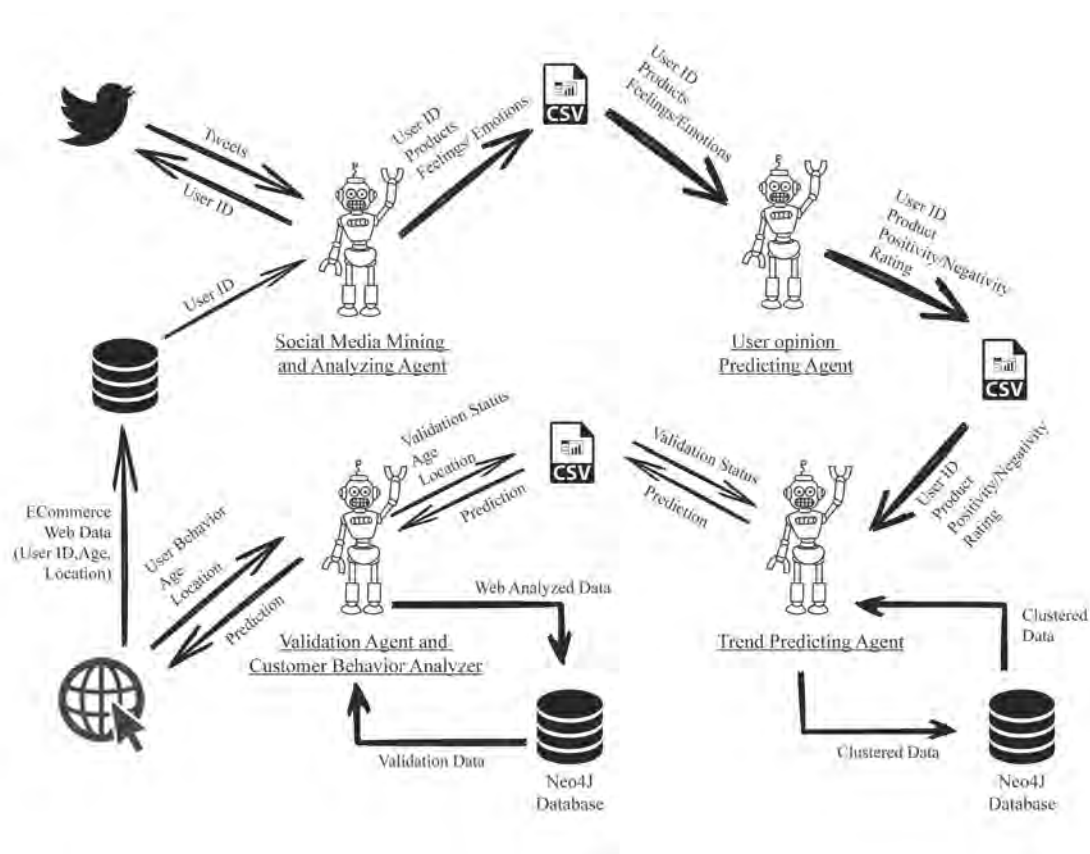 User ID
Products
Feelings/Emotions
CSV
User ID
Products
Feelings/ Emotions
Tweets
User ID
User ID
Product
Positivity/Negativity
Rating
User ID
Social Media Mining
and Analyzing Agent
User opinion
Predicting Agent
CSV
Validation Status
Age
Location
Prediction
CSV
Validation Status
Prediction
User ID
Product
Positivity/Negativity
Rating
ECommerce
Web Data
(User ID,Age,
Location)
User Behavior
Age
Location
Prediction
Web Analyzed Data
Validation Agent and
Customer Behavior Analyzer
Trend Predicting Agent
Clustered
Data
Validation Data
Clustered Data
Neo4J
Database
Neo4J
Database